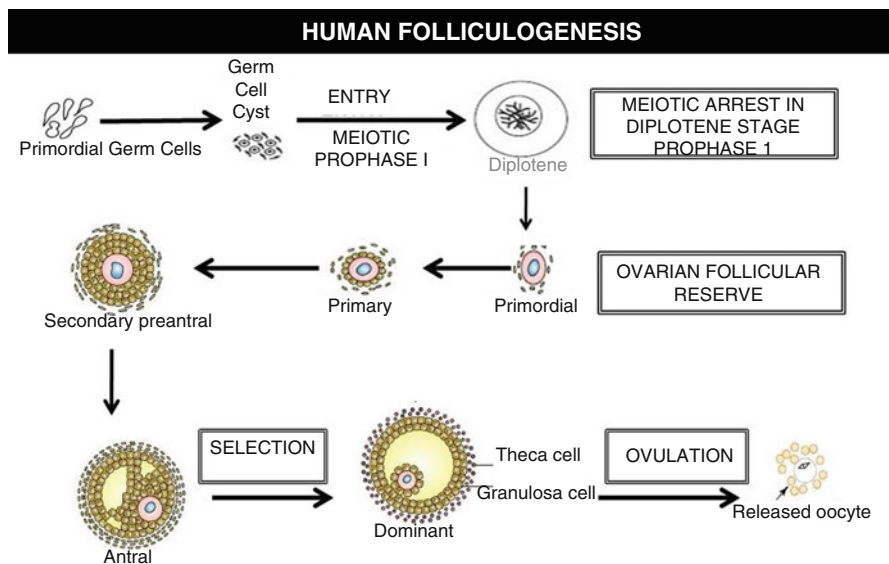 HUMAN FOLLICULOGENESIS
Germ
Cell
Cyst
Primordial Germ Cells
ENTRY
MEIOTIC
PROPHASE I
Diplotene
MEIOTIC ARREST IN
DIPLOTENE STAGE
PROPHASE 1
Secondary preantral
Primary
Primordial
OVARIAN FOLLICULAR
RESERVE
Antral
SELECTION
Dominant
Theca cell
Granulosa cell
OVULATION
Released oocyte